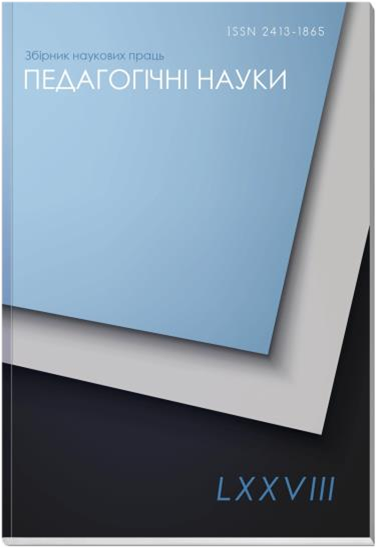 ISSN 2413-1865
Збірник наукових праць
ПЕДАГОГІЧНІ НАУКИ
LXXVIII